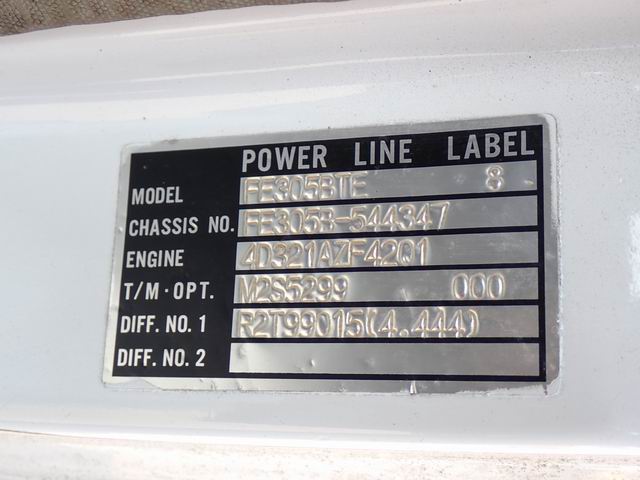 POWER LINE LABEL
MODEL FE305BTE 8
CHASSIS NO. FE305B-544347
ENGINE 4D321AZF42Q1
T/M·OPT. M2S5299 000
DIFF. NO. 1 R2T99015(4.444)
DIFF. NO. 2